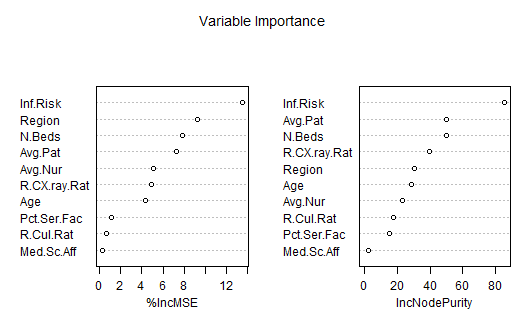 Variable Importance
Inf.Risk
Region
N.Beds
Avg.Pat
Avg.Nur
R.CX.ray.Rat
Age
Pct.Ser.Fac
R.Cul.Rat
Med.Sc.Aff
0 2 4 6 8 12
%IncMSE
Inf.Risk
Avg.Pat
N.Beds
R.CX.ray.Rat
Region
Age
Avg.Nur
R.Cul.Rat
Pct.Ser.Fac
Med.Sc.Aff
0 20 40 60 80
IncNodePurity